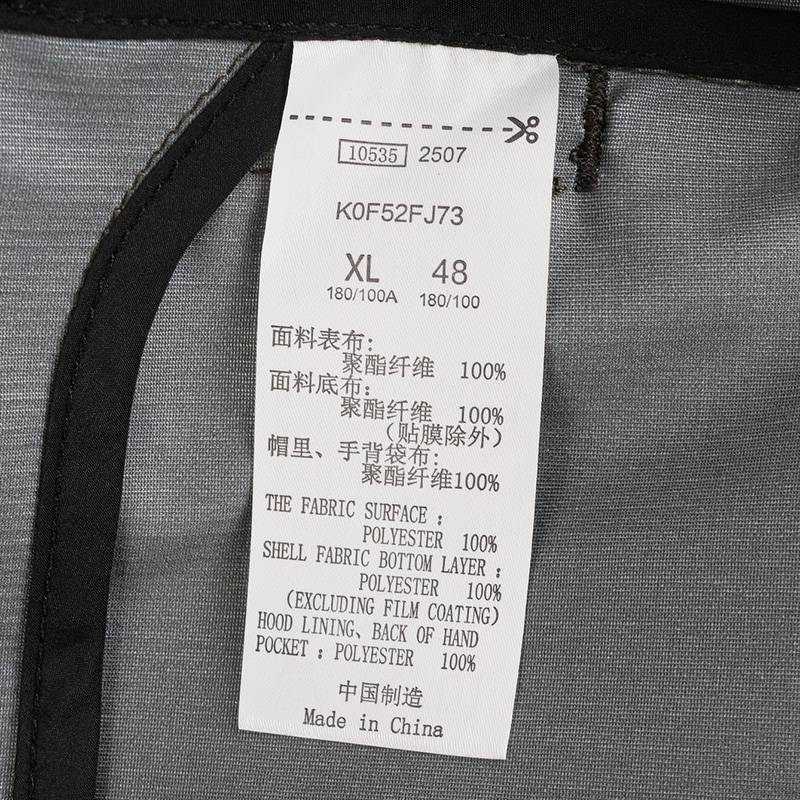 10535 2507
K0F52FJ73
XL 48
180/100A 180/100
面料表布:
聚酯纤维 100%
面料底布:
聚酯纤维 100%
（贴膜除外）
帽里、手背袋布:
聚酯纤维100%
THE FABRIC SURFACE :
POLYESTER 100%
SHELL FABRIC BOTTOM LAYER :
POLYESTER 100%
(EXCLUDING FILM COATING)
HOOD LINING、BACK OF HAND
POCKET : POLYESTER 100%
中国制造
Made in China